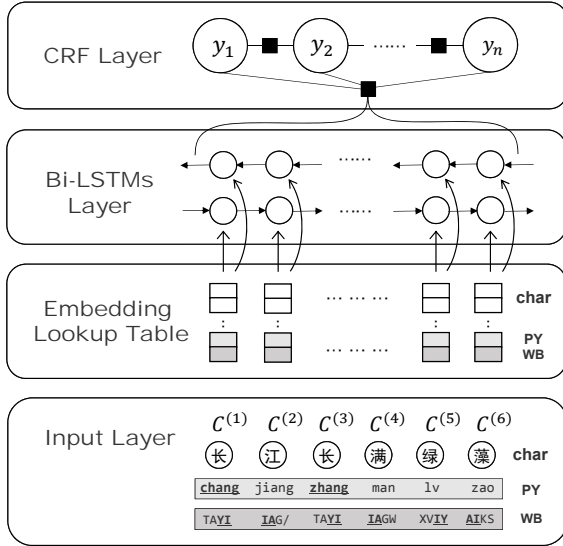 CRF Layer
y₁ y₂ ...... yₙ
Bi-LSTMs
Layer
......
......
Embedding
Lookup Table
... ... ...
char
:
:
:
:
... ... ...
PY
WB
Input Layer
C⁽¹⁾ C⁽²⁾ C⁽³⁾ C⁽⁴⁾ C⁽⁵⁾ C⁽⁶⁾
长 江 长 满 绿 藻 char
chang jiang zhang man lv zao PY
TAYI IAG/ TAYI IAGW XVIY AIKS WB